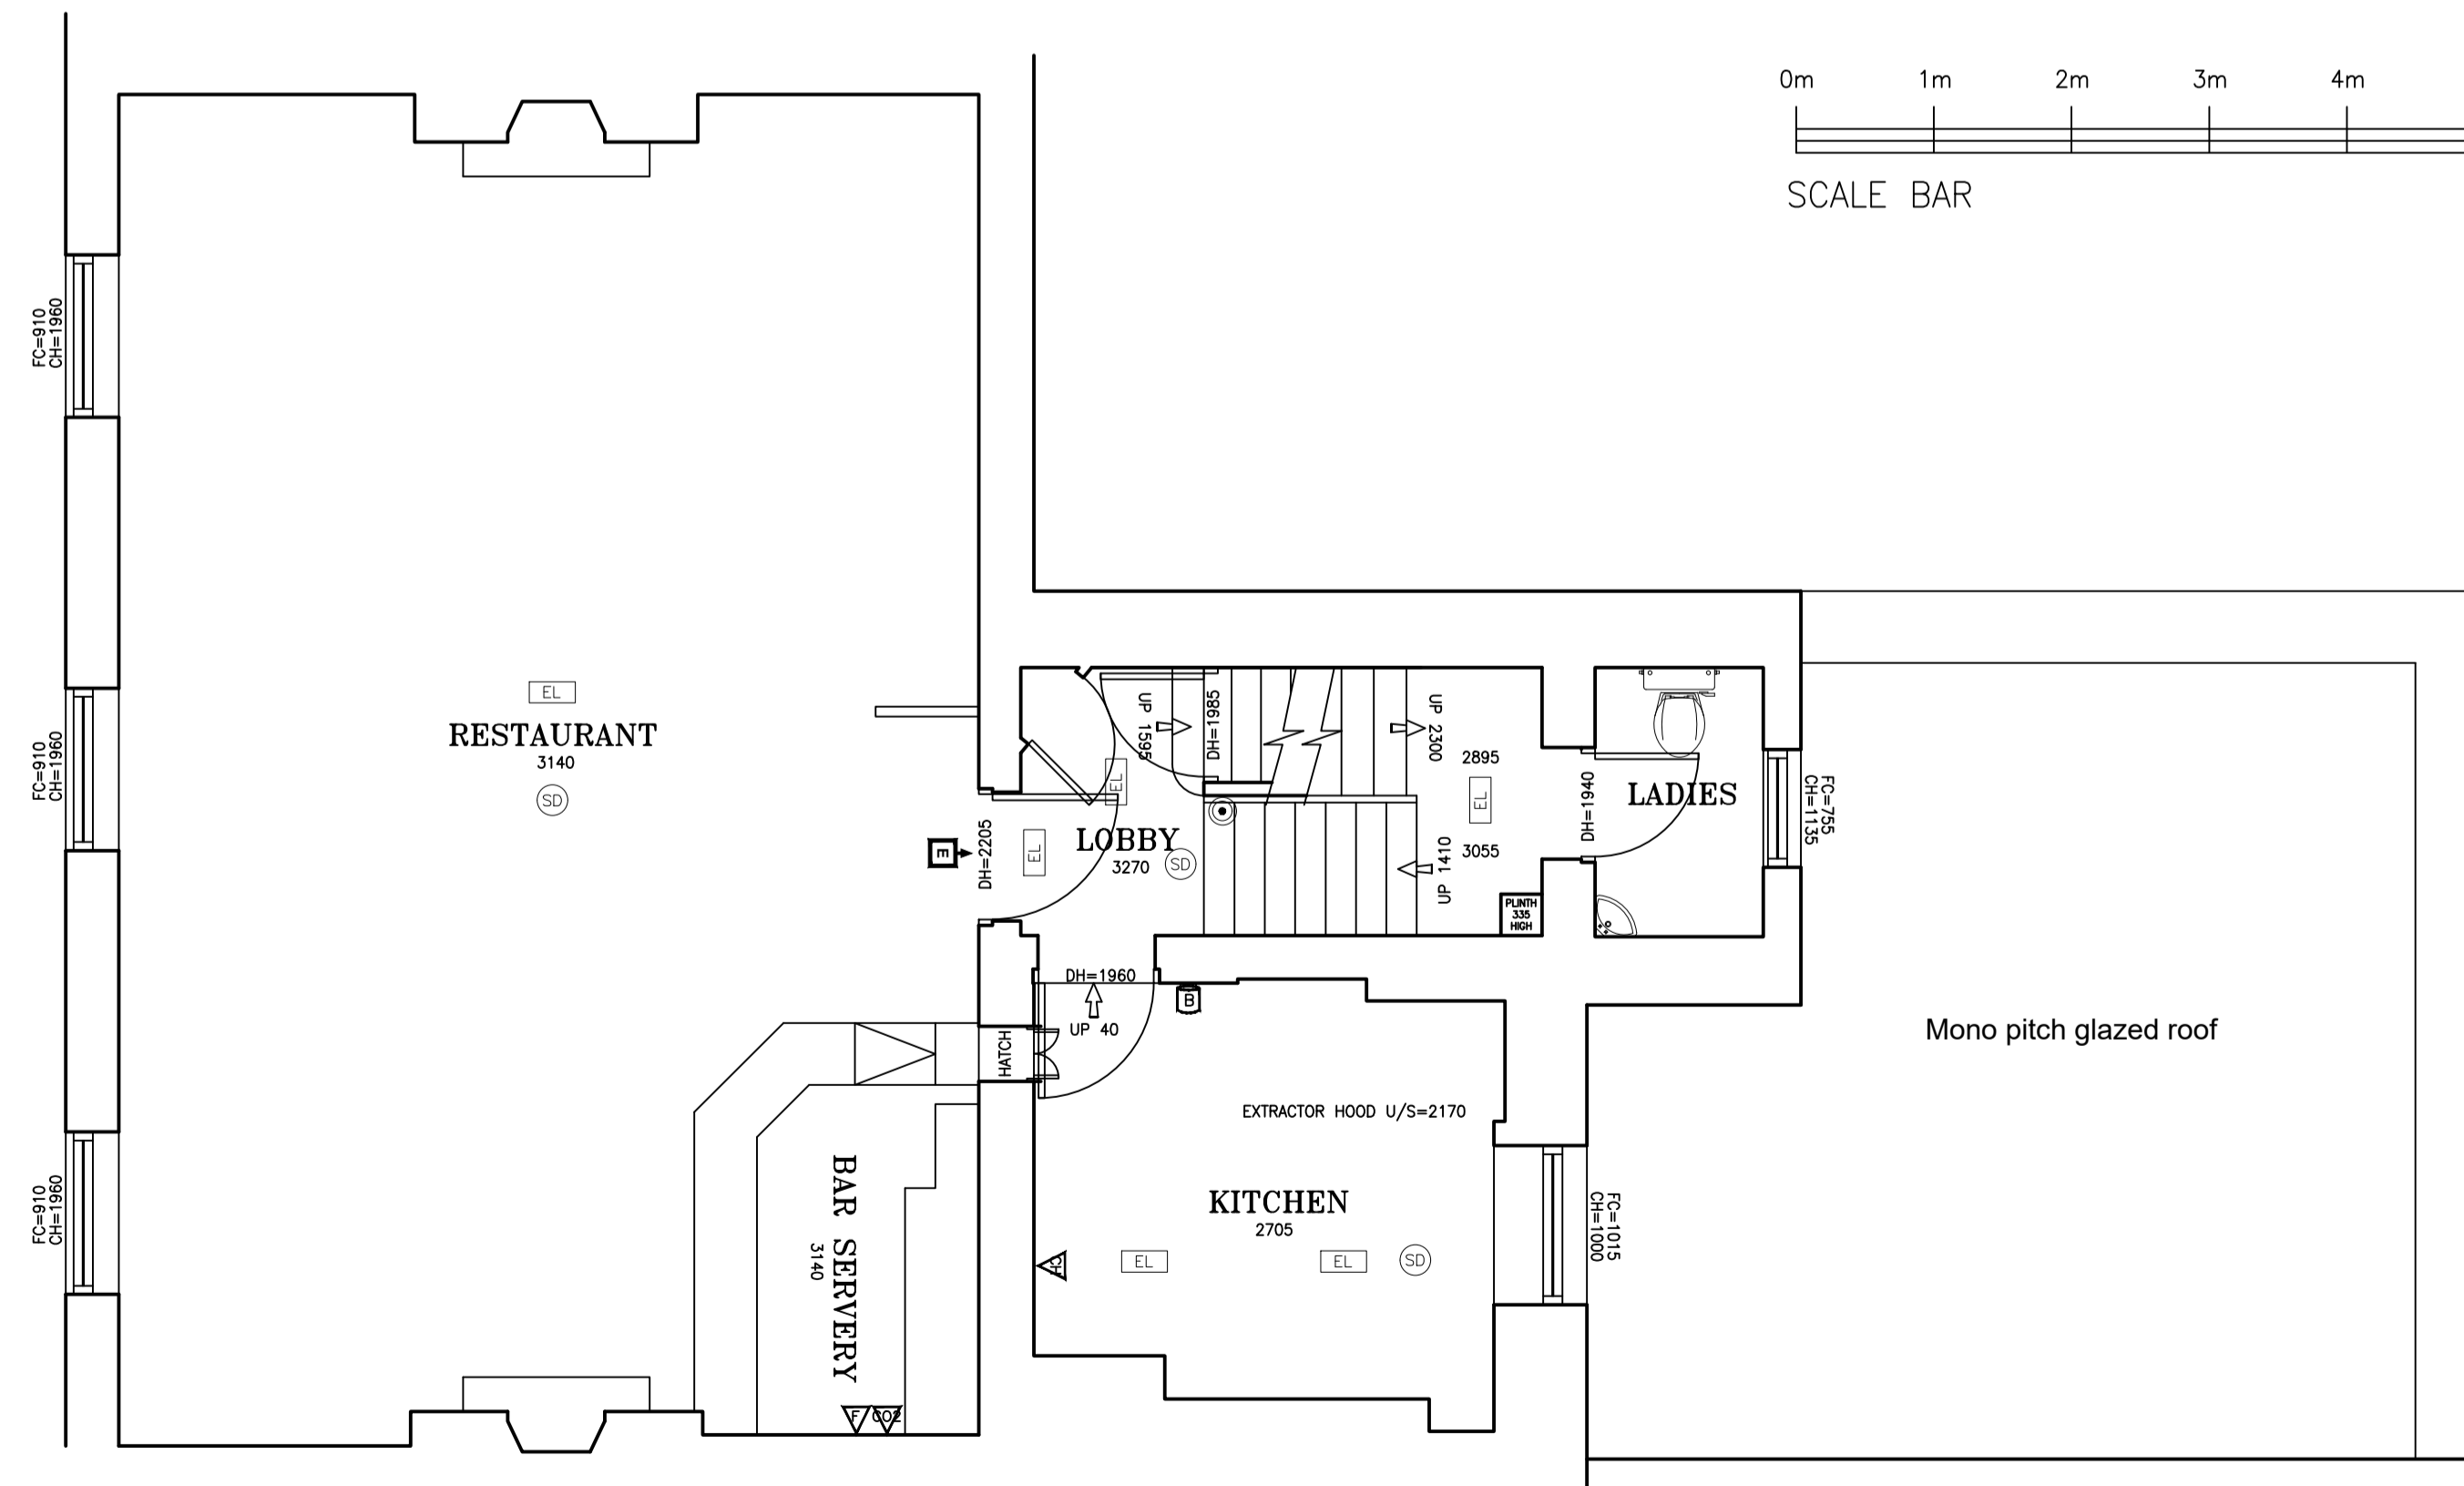 0m 1m 2m 3m 4m
SCALE BAR
FC=910
CH=1960
FC=910
CH=1960
FC=910
CH=1960
EL
RESTAURANT
3140
SD
E
DH=2205
EL
EL
LOBBY
3270
SD
UP 1595
DH=1985
UP 2300
2895
EL
3055
UP 1410
PLINTH
335
HIGH
DH=1940
LADIES
FC=755
CH=1135
DH=1960
UP 40
B
HATCH
EXTRACTOR HOOD U/S=2170
Mono pitch glazed roof
BAR SERVERY
3140
F
CO2
KITCHEN
2705
CH
EL
EL
SD
FC=1015
CH=1000